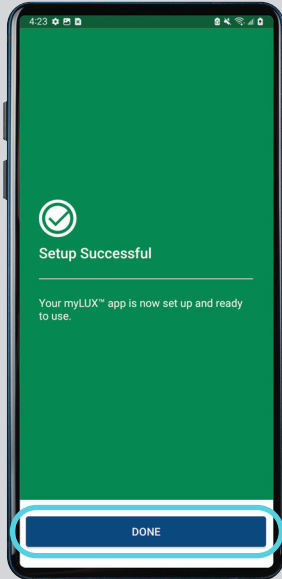 4:23
Setup Successful
Your myLUX™ app is now set up and ready
to use.
DONE